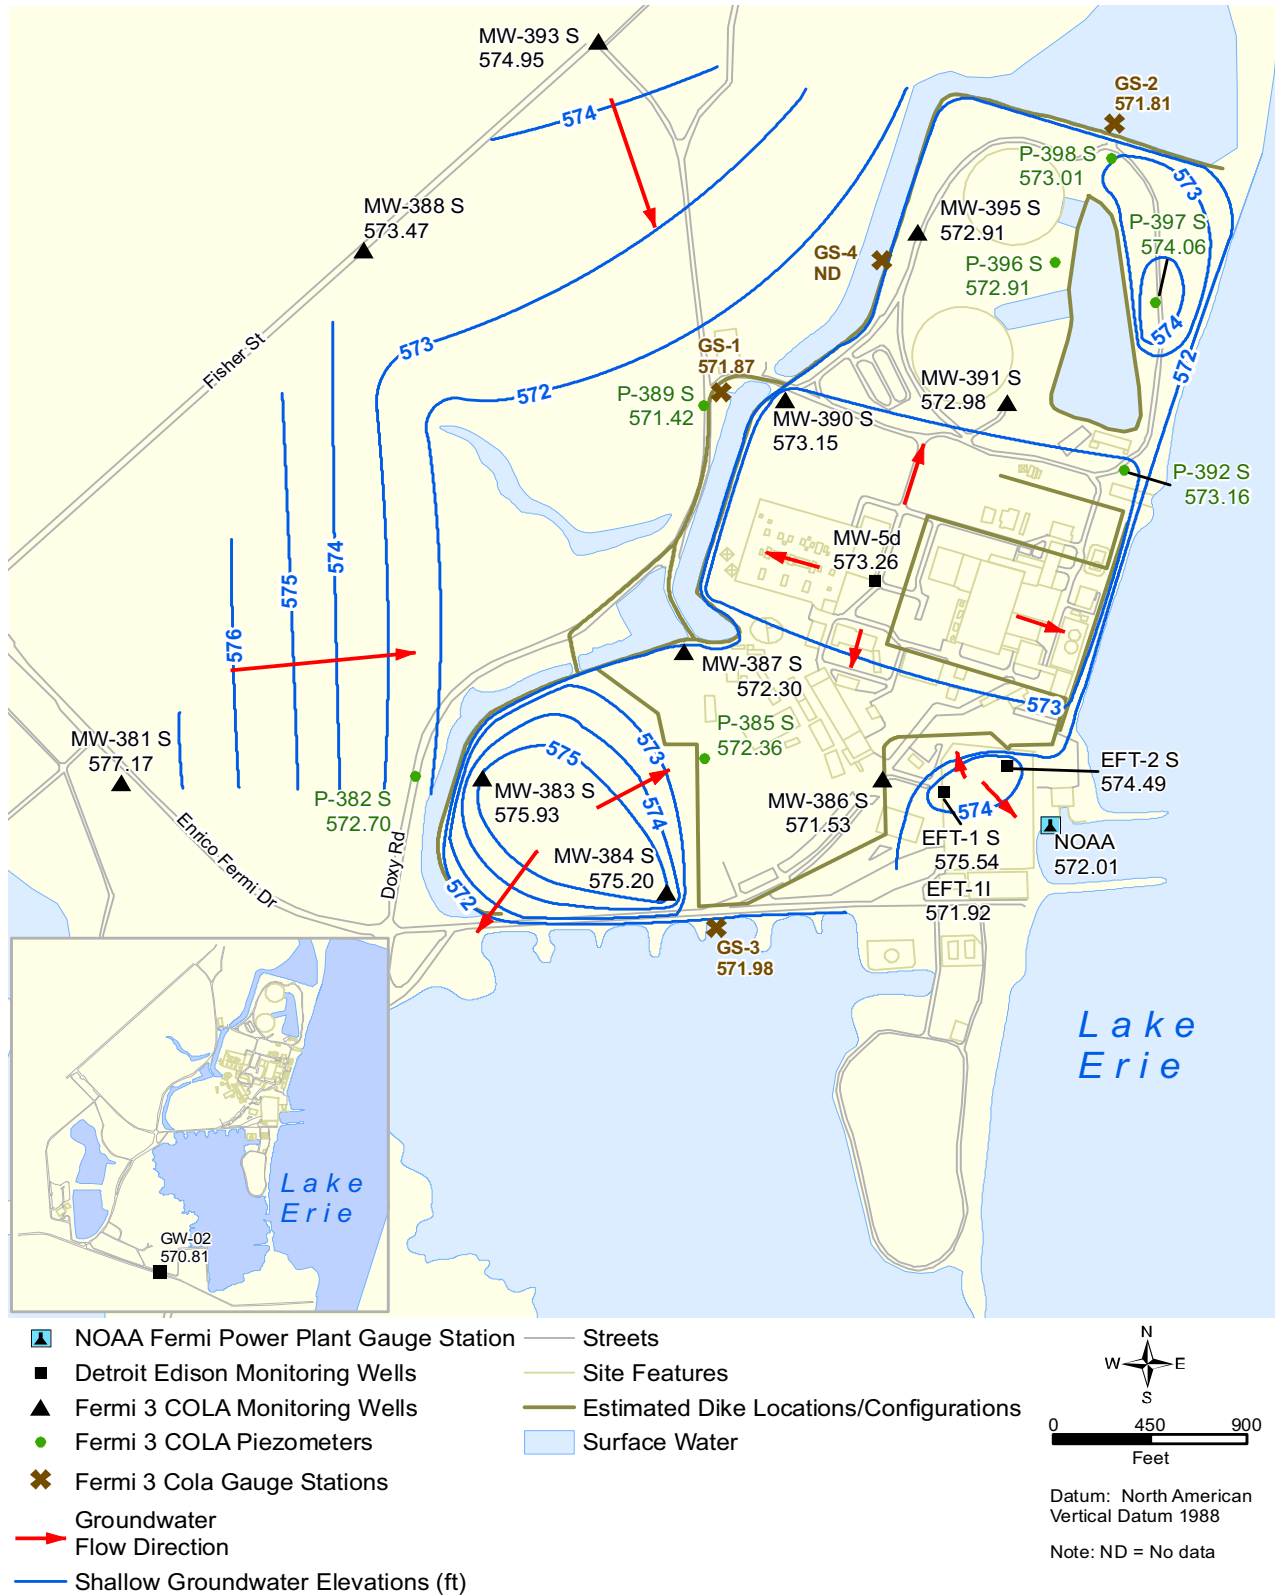 MW-393 S
574.95
GS-2
571.81
574
P-398 S
573.01
573
MW-388 S
573.47
MW-395 S
572.91
P-397 S
574.06
GS-4
ND
P-396 S
572.91
574
573
Fisher St
GS-1
571.87
572
572
P-389 S
571.42
MW-391 S
572.98
MW-390 S
573.15
P-392 S
573.16
574
575
MW-5d
573.26
576
MW-387 S
572.30
573
MW-381 S
577.17
P-385 S
572.36
573
575
EFT-2 S
574.49
P-382 S
572.70
MW-383 S
575.93
574
MW-386 S
571.53
574
Enrico Fermi Dr
Doxy Rd
MW-384 S
575.20
EFT-1 S
575.54
NOAA
572.01
572
EFT-1I
571.92
GS-3
571.98
Lake
Erie
Lake
Erie
GW-02
570.81
NOAA Fermi Power Plant Gauge Station
Detroit Edison Monitoring Wells
Fermi 3 COLA Monitoring Wells
Fermi 3 COLA Piezometers
Fermi 3 Cola Gauge Stations
Groundwater
Flow Direction
Shallow Groundwater Elevations (ft)
Streets
Site Features
Estimated Dike Locations/Configurations
Surface Water
N
W E
S
0 450 900
Feet
Datum: North American
Vertical Datum 1988
Note: ND = No data